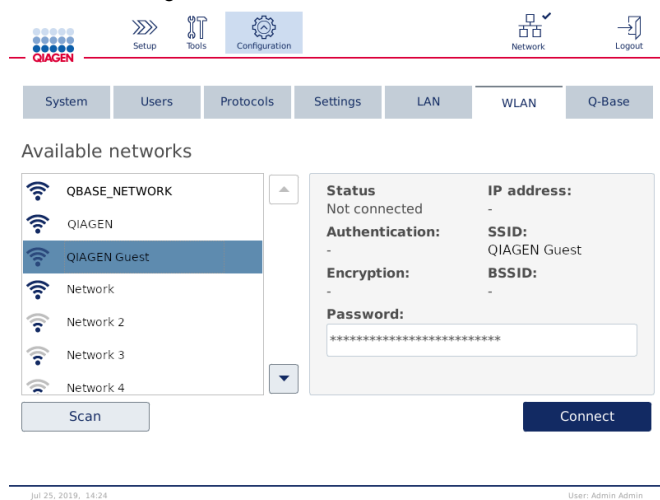 QIAGEN
Setup
Tools
Configuration
Network
Logout
System
Users
Protocols
Settings
LAN
WLAN
Q-Base
Available networks
QBASE_NETWORK
QIAGEN
QIAGEN Guest
Network
Network 2
Network 3
Network 4
Status
Not connected
IP address:
-
Authentication:
-
SSID:
QIAGEN Guest
Encryption:
-
BSSID:
-
Password:
**************************
Scan
Connect
Jul 25, 2019, 14:24
User: Admin Admin